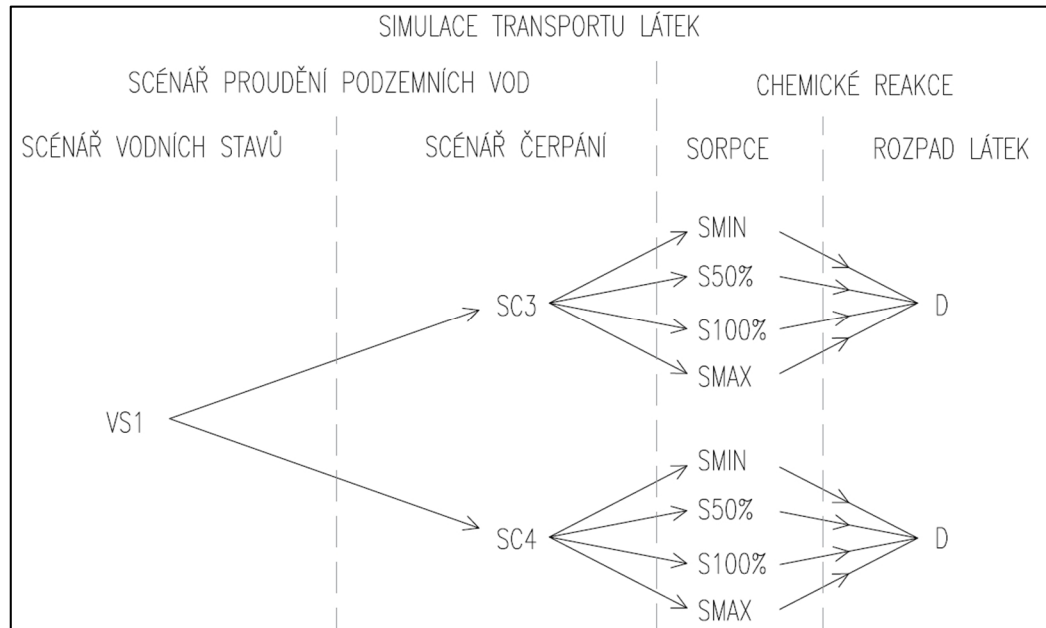 SIMULACE TRANSPORTU LÁTEK
SCÉNÁŘ PROUDĚNÍ PODZEMNÍCH VOD
CHEMICKÉ REAKCE
SCÉNÁŘ VODNÍCH STAVŮ
SCÉNÁŘ ČERPÁNÍ
SORPCE
ROZPAD LÁTEK
VS1
SC3
SMIN
S50%
S100%
SMAX
D
SC4
SMIN
S50%
S100%
SMAX
D